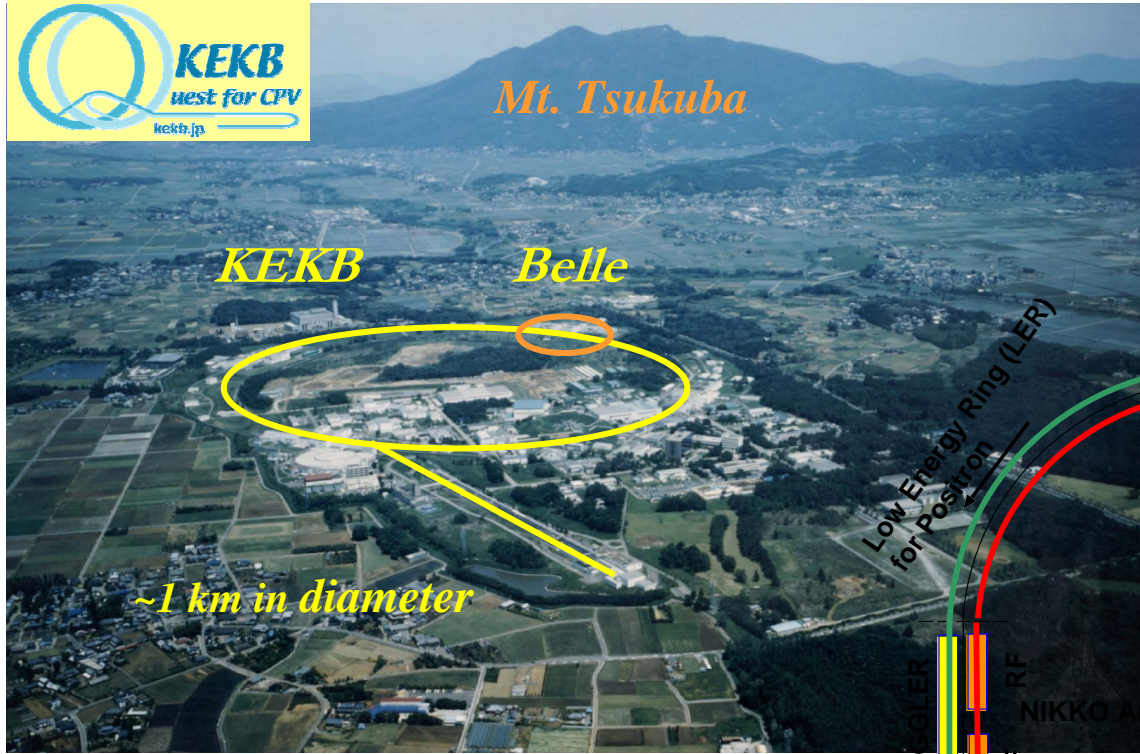 KEKB
uest for CPV
kekb.jp
Mt. Tsukuba
KEKB
Belle
~1 km in diameter
Low Energy Ring (LER)
for Positron
GGLER
RF
NIKKO A